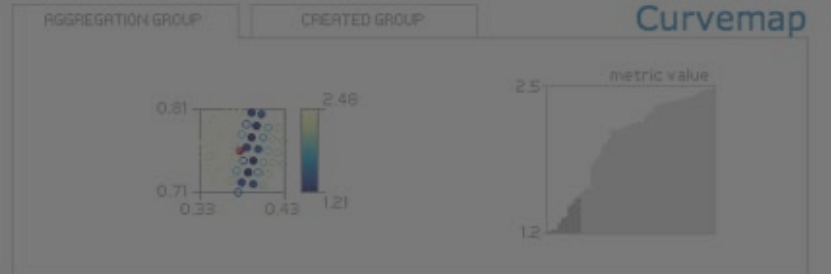 AGGREGATION GROUP
CREATED GROUP
Curvemap
metric value
2.5
1.2
0.81
2.46
0.71
1.21
0.33
0.43